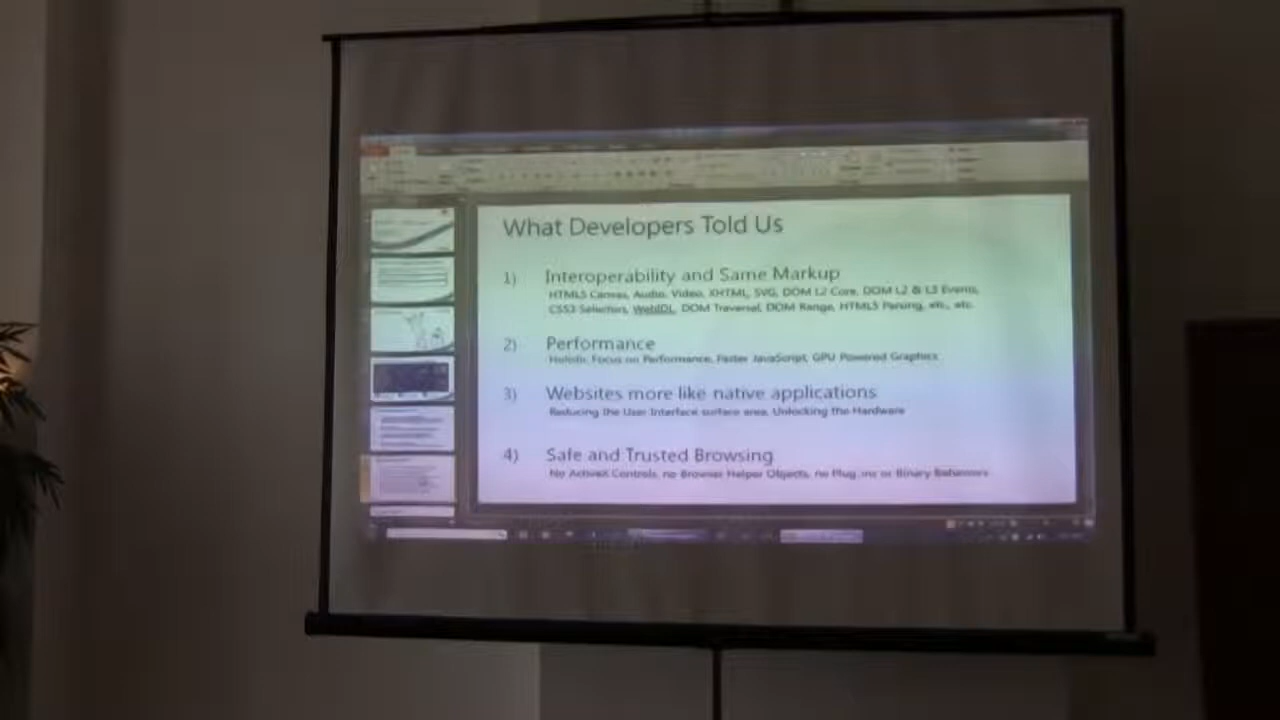 What Developers Told Us
1) Interoperability and Same Markup
HTML5 Canvas, Audio, Video, XHTML, SVG, DOM L2 Core, DOM L2 & L3 Events,
CSS3 Selectors, WebIDL, DOM Traversal, DOM Range, HTML5 Parsing, etc., etc.
2) Performance
Holistic Focus on Performance, Faster JavaScript, GPU Powered Graphics
3) Websites more like native applications
Reducing the User Interface surface area, Unlocking the Hardware
4) Safe and Trusted Browsing
No ActiveX Controls, no Browser Helper Objects, no Plug-ins or Binary Behaviors